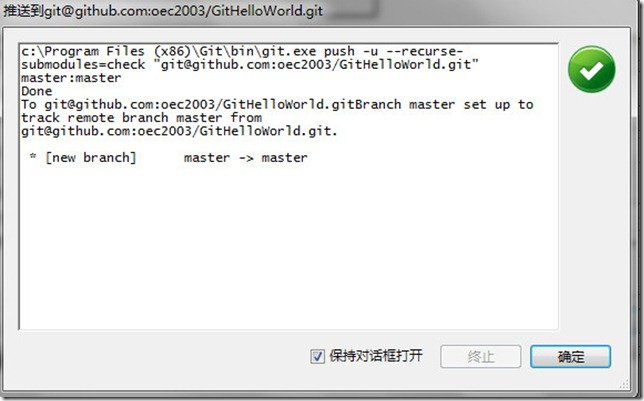 推送到git@github.com:oec2003/GitHelloWorld.git
c:\Program Files (x86)\Git\bin\git.exe push -u --recurse-
submodules=check "git@github.com:oec2003/GitHelloWorld.git"
master:master
Done
To git@github.com:oec2003/GitHelloWorld.gitBranch master set up to
track remote branch master from
git@github.com:oec2003/GitHelloWorld.git.
* [new branch]      master -> master
保持对话框打开
终止
确定